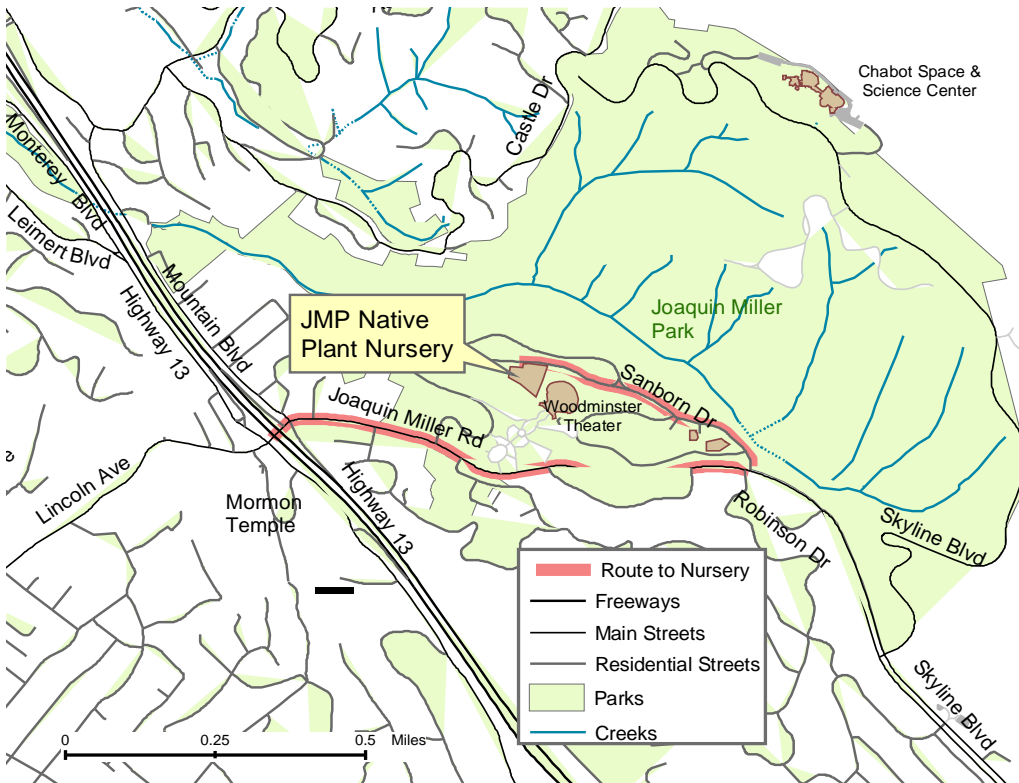 Castle Dr
Chabot Space &
Science Center
Monterey Blvd
Leimert Blvd
Highway 13
Mountain Blvd
JMP Native
Plant Nursery
Joaquin Miller
Park
Sanborn Dr
Woodminster
Theater
Joaquin Miller Rd
Lincoln Ave
Mormon
Temple
Highway 13
Robinson Dr
Skyline Blvd
Skyline Blvd
Route to Nursery
Freeways
Main Streets
Residential Streets
Parks
Creeks
0 0.25 0.5 Miles